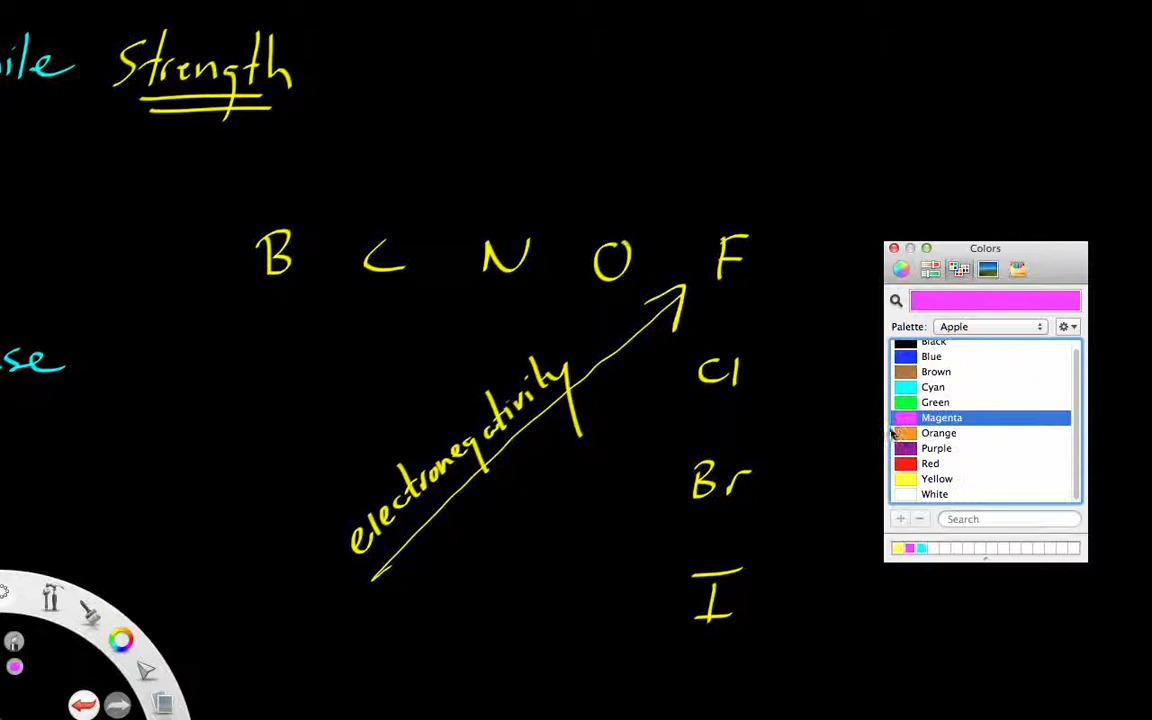 ile Strength
B C N O F
Cl
Br
I
electronegativity
se
Colors
Palette: Apple
Black
Blue
Brown
Cyan
Green
Magenta
Orange
Purple
Red
Yellow
White
Search